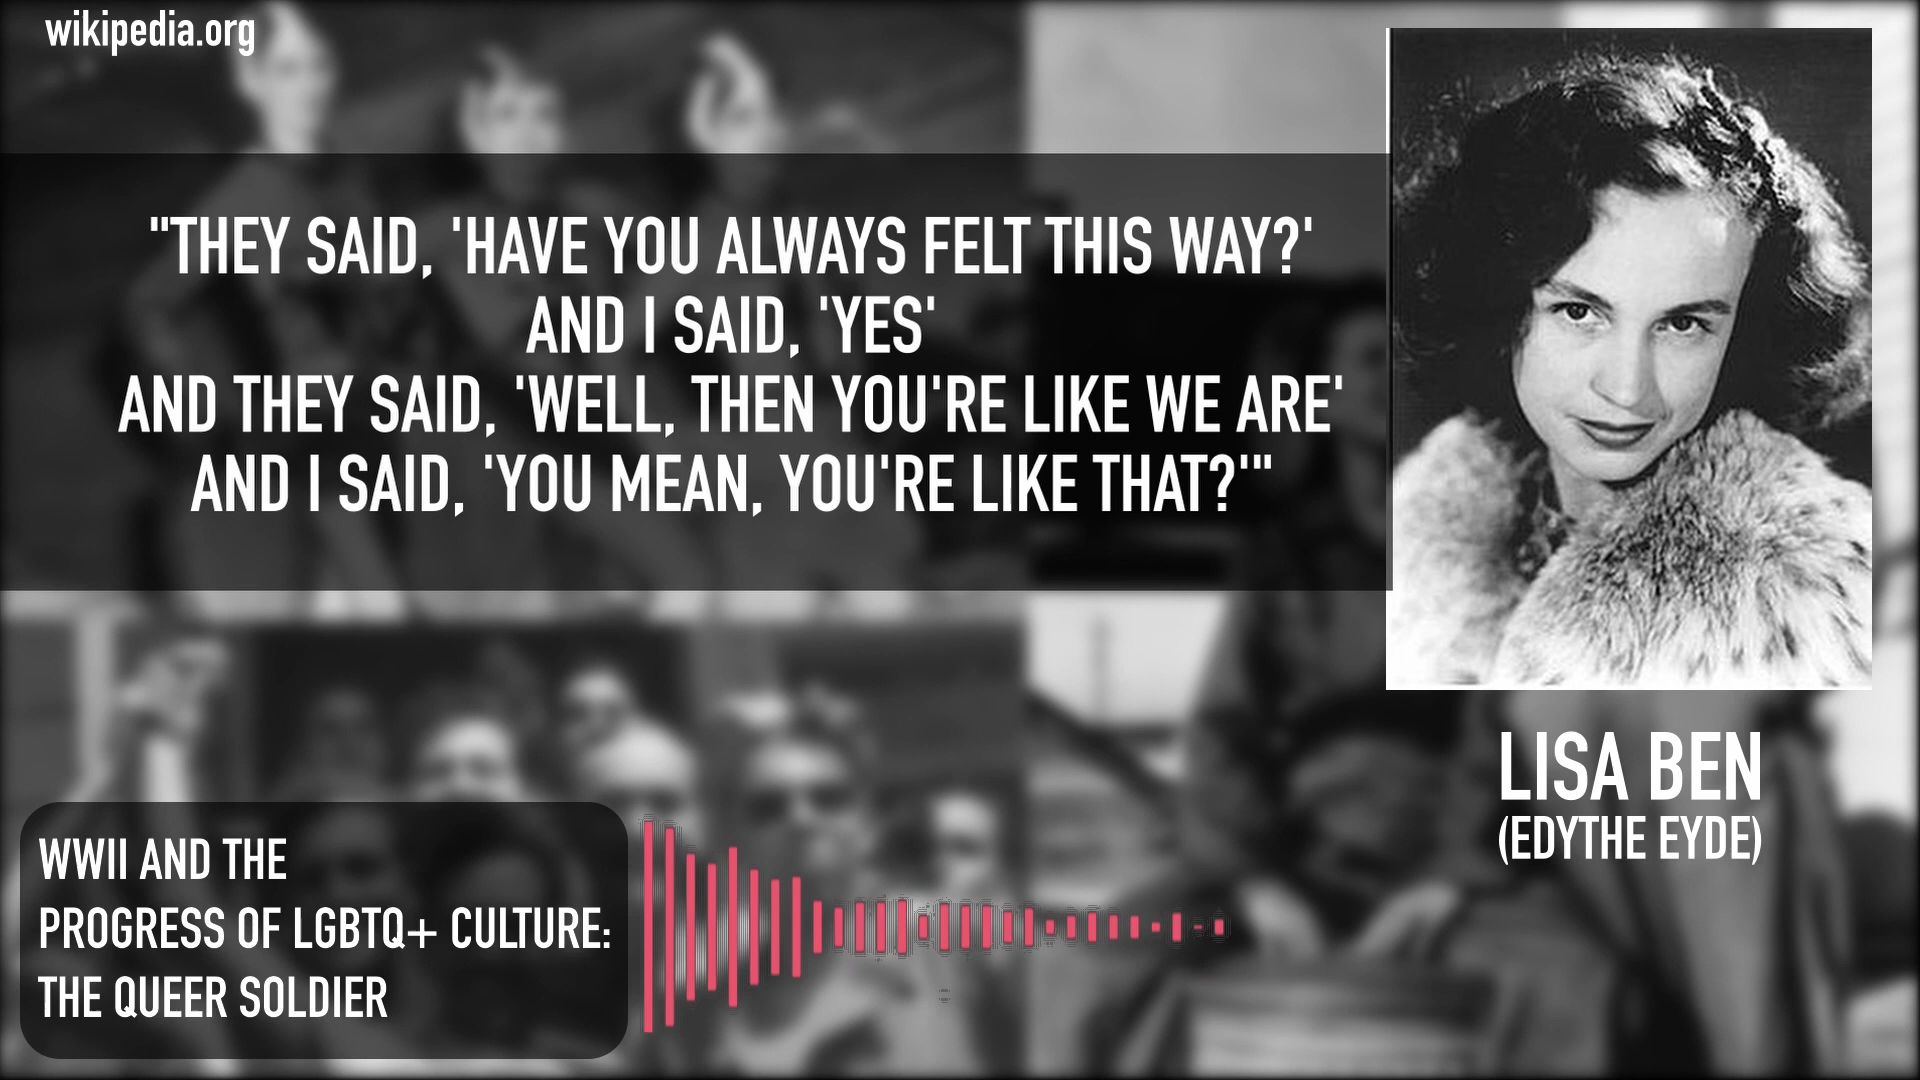 wikipedia.org
"THEY SAID, 'HAVE YOU ALWAYS FELT THIS WAY?'
AND I SAID, 'YES'
AND THEY SAID, 'WELL, THEN YOU'RE LIKE WE ARE'
AND I SAID, 'YOU MEAN, YOU'RE LIKE THAT?'"
LISA BEN
(EDYTHE EYDE)
WWII AND THE
PROGRESS OF LGBTQ+ CULTURE:
THE QUEER SOLDIER